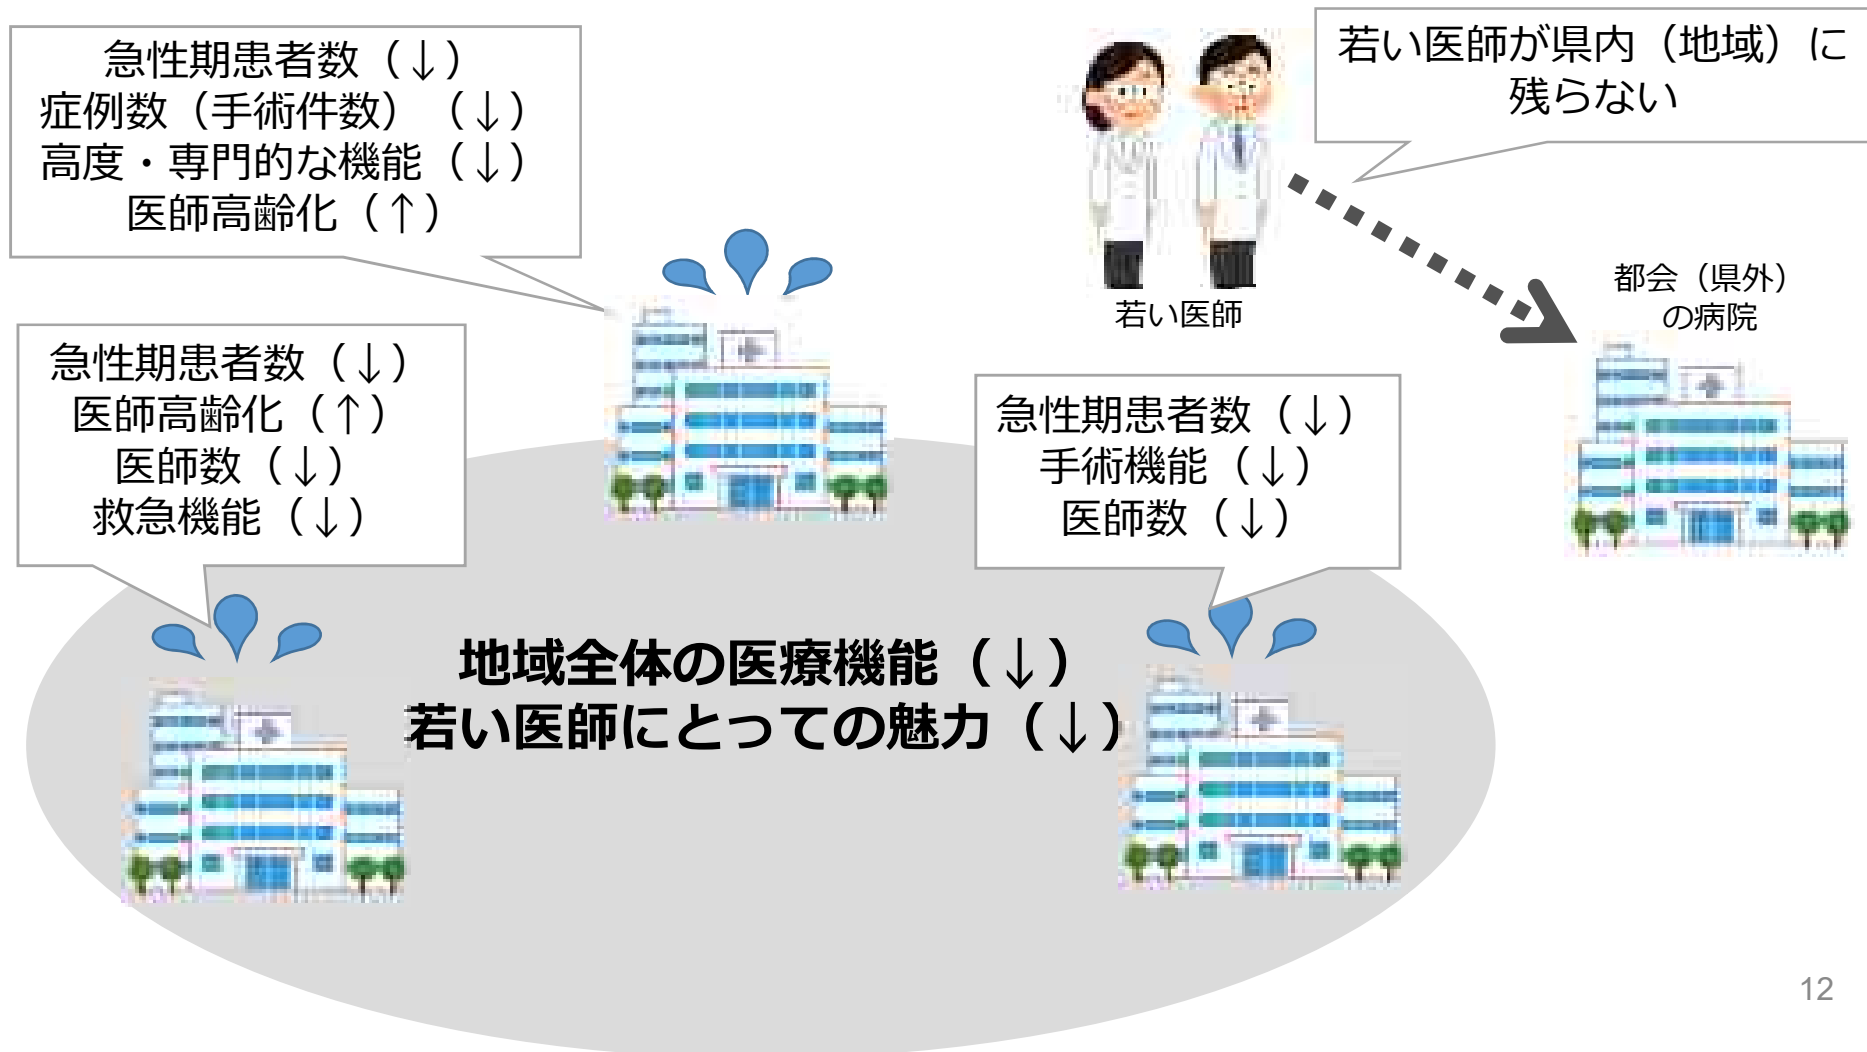 急性期患者数（↓）
症例数（手術件数）（↓）
高度・専門的な機能（↓）
医師高齢化（↑）
若い医師が県内（地域）に
残らない
若い医師
都会（県外）
の病院
急性期患者数（↓）
医師高齢化（↑）
医師数（↓）
救急機能（↓）
急性期患者数（↓）
手術機能（↓）
医師数（↓）
地域全体の医療機能（↓）
若い医師にとっての魅力（↓）
12